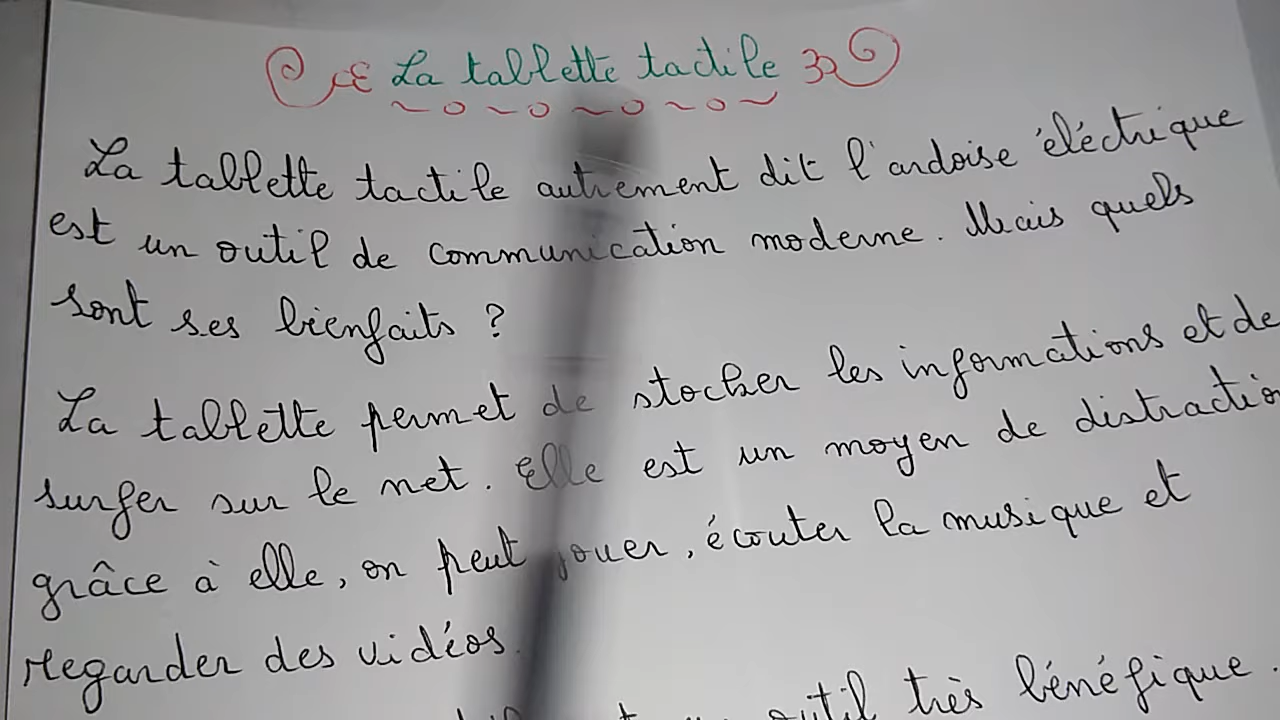 La tablette tactile
La tablette tactile autrement dit l'ardoise éléctrique
est un outil de communication moderne. Mais quels
sont ses bienfaits ?
La tablette permet de stocker les informations et de
surfer sur le net. Elle est un moyen de distraction
grâce à elle, on peut jouer, écouter la musique et
regarder des vidéos.
outil très bénéfique.